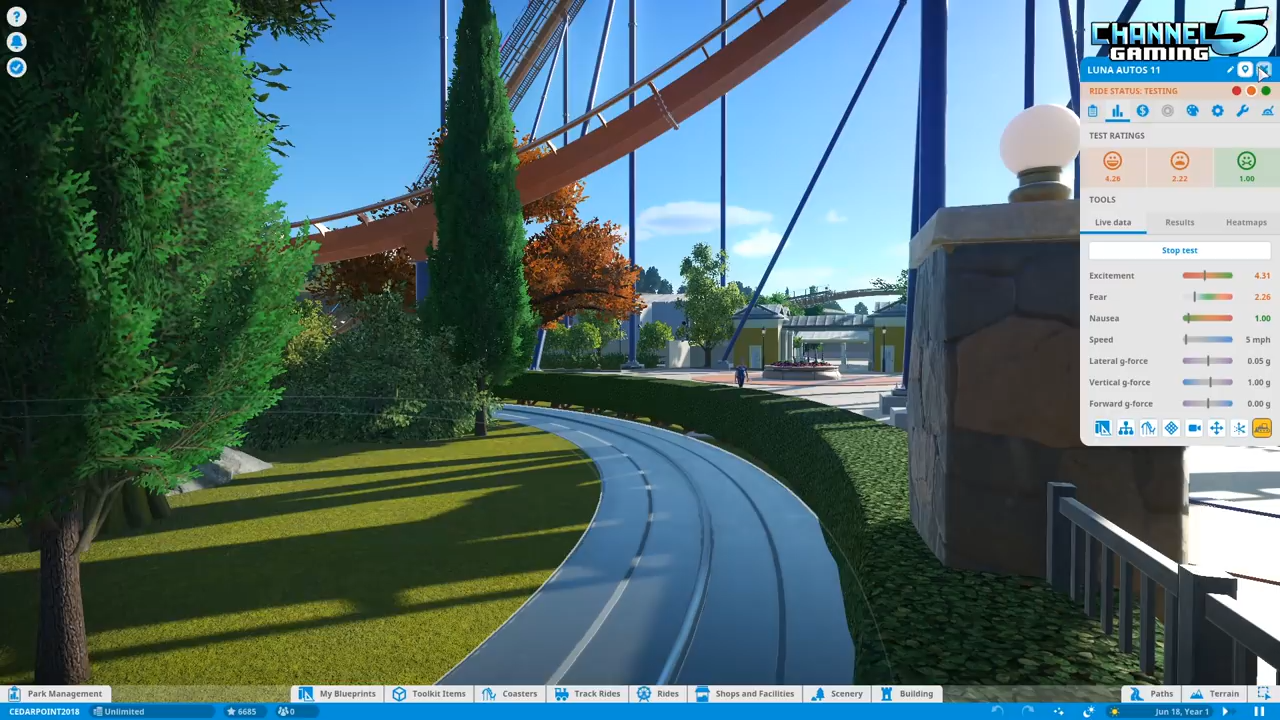 ?
CHANNEL 5
GAMING
LUNA AUTOS 11
RIDE STATUS: TESTING
TEST RATINGS
4.26 2.22 1.00
TOOLS
Live data Results Heatmaps
Stop test
Excitement 4.31
Fear 2.26
Nausea 1.00
Speed 5 mph
Lateral g-force 0.05 g
Vertical g-force 1.00 g
Forward g-force 0.00 g
Park Management My Blueprints Toolkit Items Coasters Track Rides Rides Shops and Facilities Scenery Building Paths Terrain
CEDARPOINT2018 Unlimited 6685 0 Jun 18, Year 1